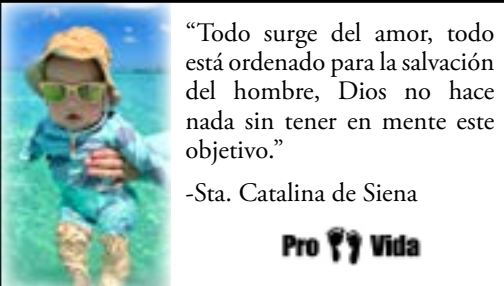 “Todo surge del amor, todo
está ordenado para la salvación
del hombre, Dios no hace
nada sin tener en mente este
objetivo.”
-Sta. Catalina de Siena
Pro Vida